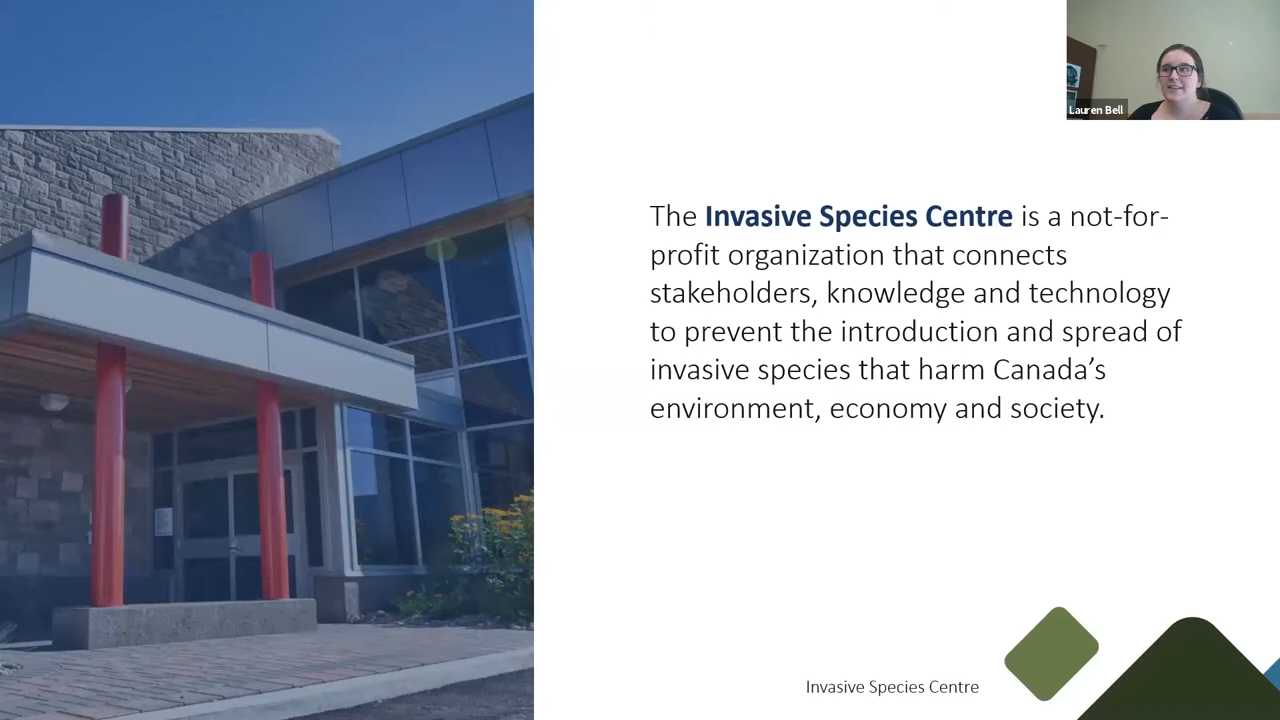 Lauren Bell
The Invasive Species Centre is a not-for-
profit organization that connects
stakeholders, knowledge and technology
to prevent the introduction and spread of
invasive species that harm Canada’s
environment, economy and society.
Invasive Species Centre